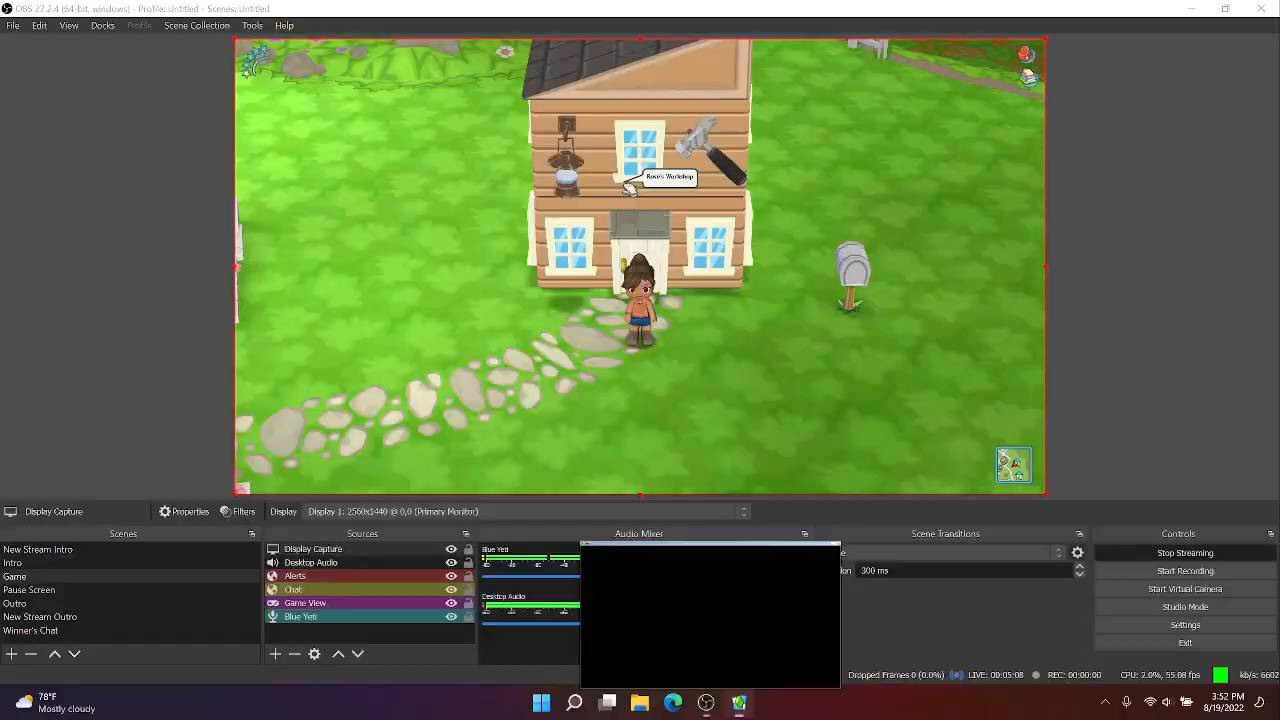 OBS 27.2.4 (64-bit, windows) - Profile: Untitled - Scenes: Untitled
File Edit View Docks Profile Scene Collection Tools Help
Rose's Workshop
Display Capture Properties Filters Display Display 1: 2560x1440 @ 0,0 (Primary Monitor)
Scenes Sources Audio Mixer Scene Transitions Controls
New Stream Intro
Intro
Game
Pause Screen
Outro
New Stream Outro
Winner's Chat
Display Capture
Desktop Audio
Alerts
Chat
Game View
Blue Yeti
Blue Yeti
Desktop Audio
300 ms
Stop Streaming
Start Recording
Start Virtual Camera
Studio Mode
Settings
Exit
Dropped Frames 0 (0.0%) LIVE: 00:05:08 REC: 00:00:00 CPU: 2.0%, 55.08 fps kb/s: 6602
78°F
Mostly cloudy
3:52 PM
8/19/2022